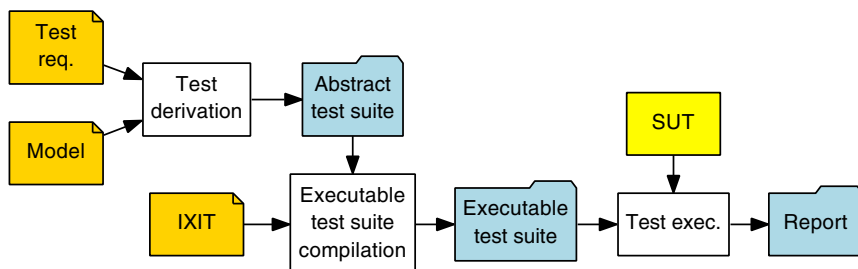 Test
req.
Model
Test
derivation
Abstract
test suite
SUT
IXIT
Executable
test suite
compilation
Executable
test suite
Test exec.
Report